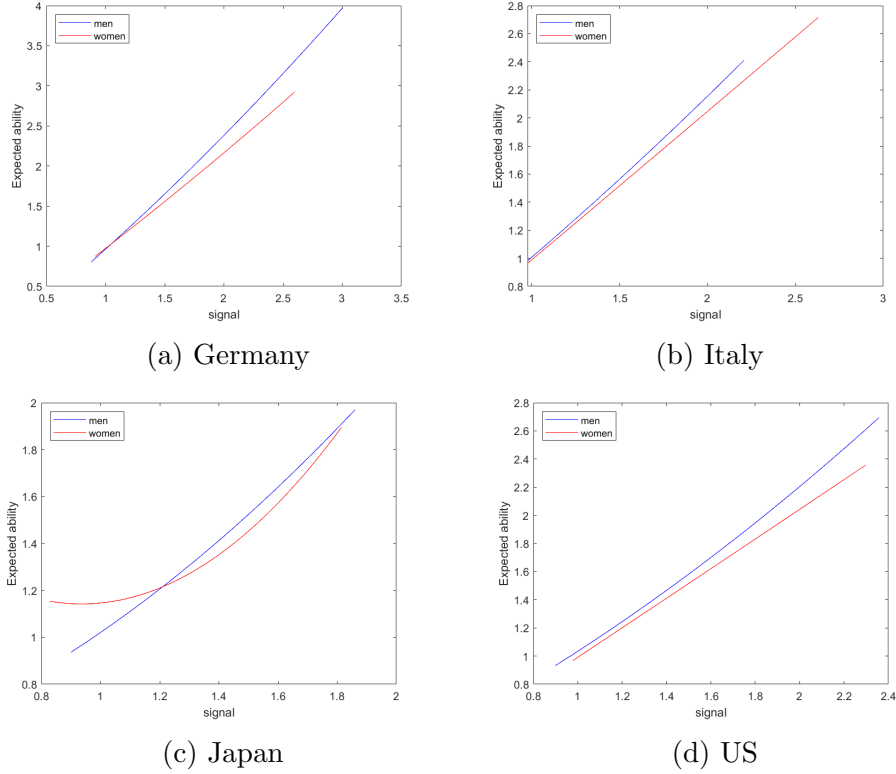 4
3.5
3
2.5
2
1.5
1
0.5
Expected ability
men
women
0.5 1 1.5 2 2.5 3 3.5
signal
(a) Germany
2.8
2.6
2.4
2.2
2
1.8
1.6
1.4
1.2
1
0.8
Expected ability
men
women
1 1.5 2 2.5 3
signal
(b) Italy
2
1.8
1.6
1.4
1.2
1
0.8
Expected ability
men
women
0.8 1 1.2 1.4 1.6 1.8 2
signal
(c) Japan
2.8
2.6
2.4
2.2
2
1.8
1.6
1.4
1.2
1
0.8
Expected ability
men
women
0.8 1 1.2 1.4 1.6 1.8 2 2.2 2.4
signal
(d) US